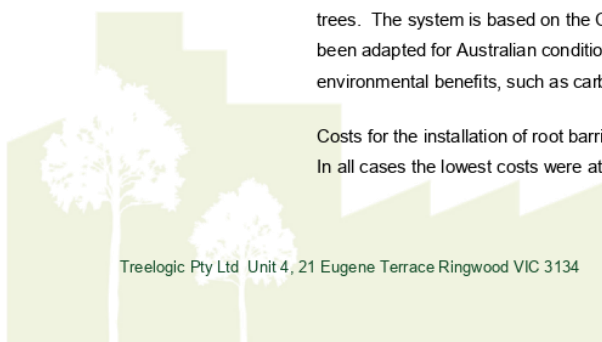 trees. The system is based on the
been adapted for Australian conditio
environmental benefits, such as carb
Costs for the installation of root barri
In all cases the lowest costs were at
Treelogic Pty Ltd Unit 4, 21 Eugene Terrace Ringwood VIC 3134